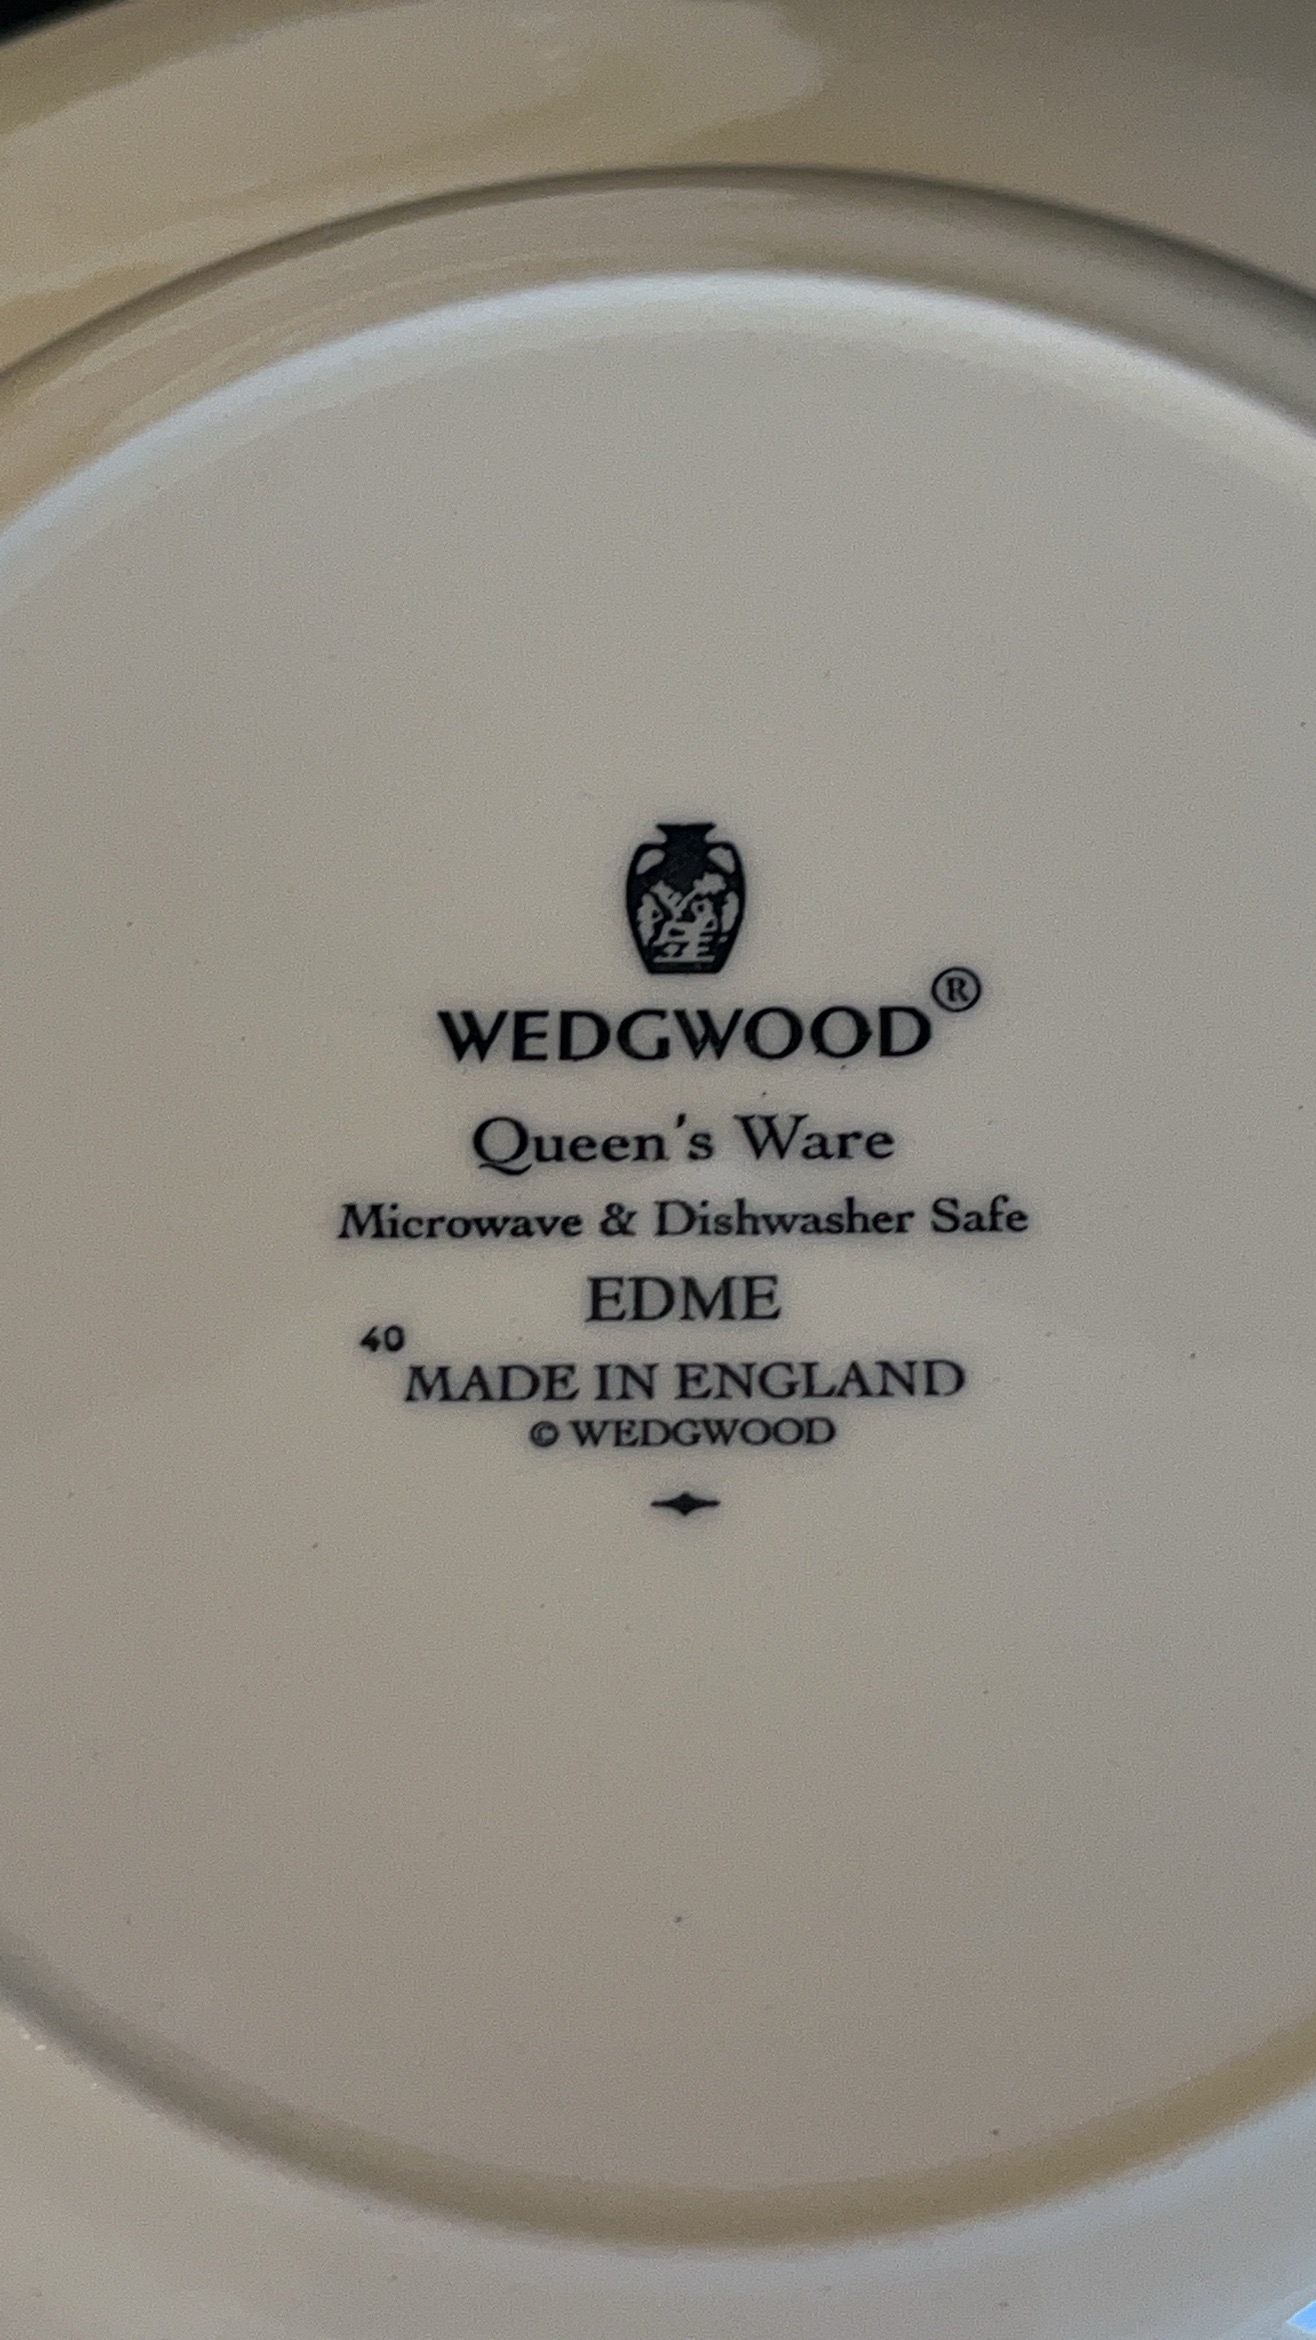 WEDGWOOD®
Queen's Ware
Microwave & Dishwasher Safe
EDME
40
MADE IN ENGLAND
© WEDGWOOD